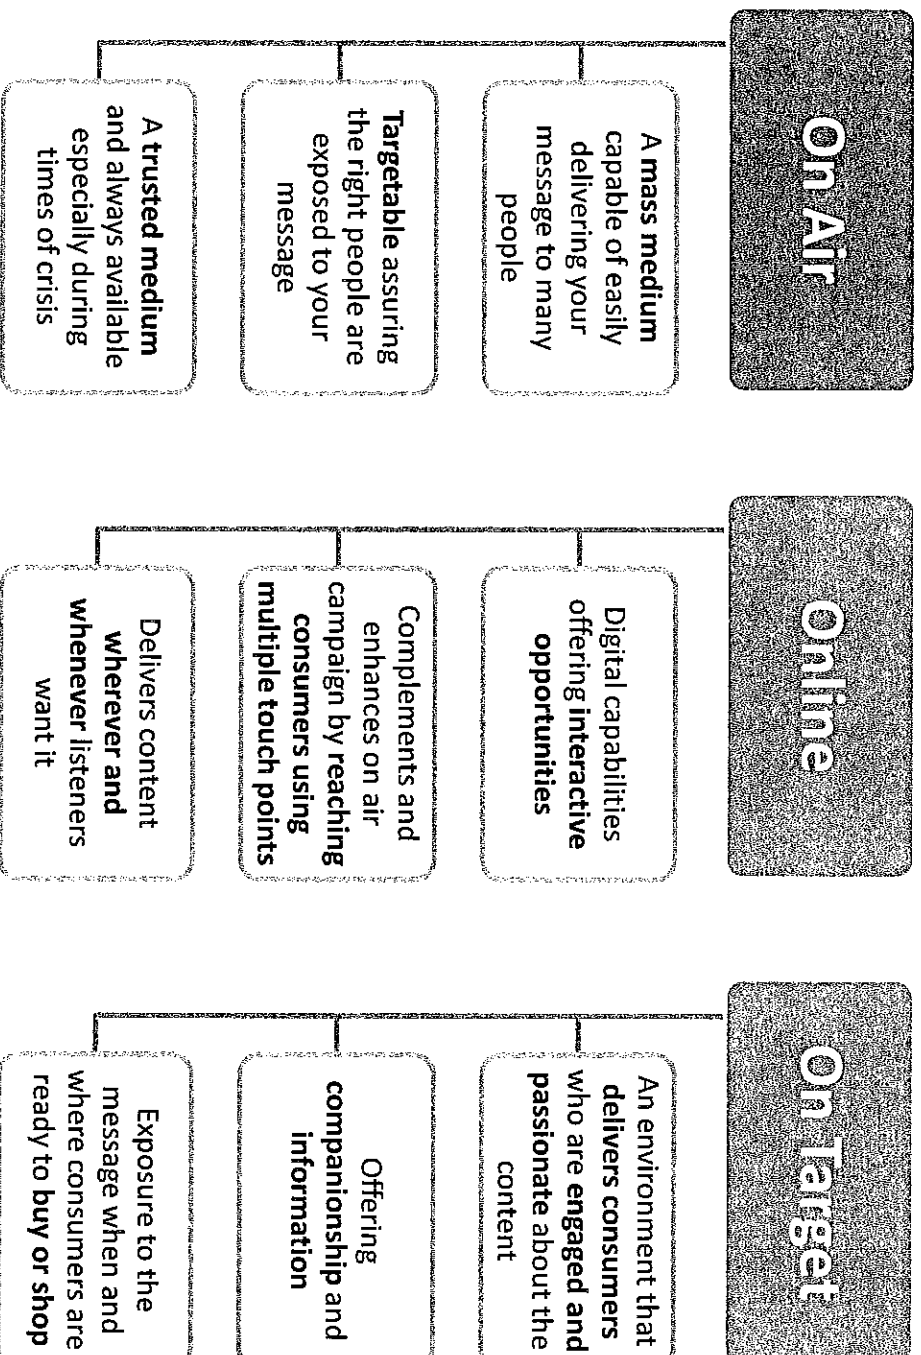 On Air
A mass medium
capable of easily
delivering your
message to many
people
Targetable assuring
the right people are
exposed to your
message
A trusted medium
and always available
especially during
times of crisis
Online
Digital capabilities
offering interactive
opportunities
Complements and
enhances on air
campaign by reaching
consumers using
multiple touch points
Delivers content
wherever and
whenever listeners
want it
On Target
An environment that
delivers consumers
who are engaged and
passionate about the
content
Offering
companionship and
information
Exposure to the
message when and
where consumers are
ready to buy or shop